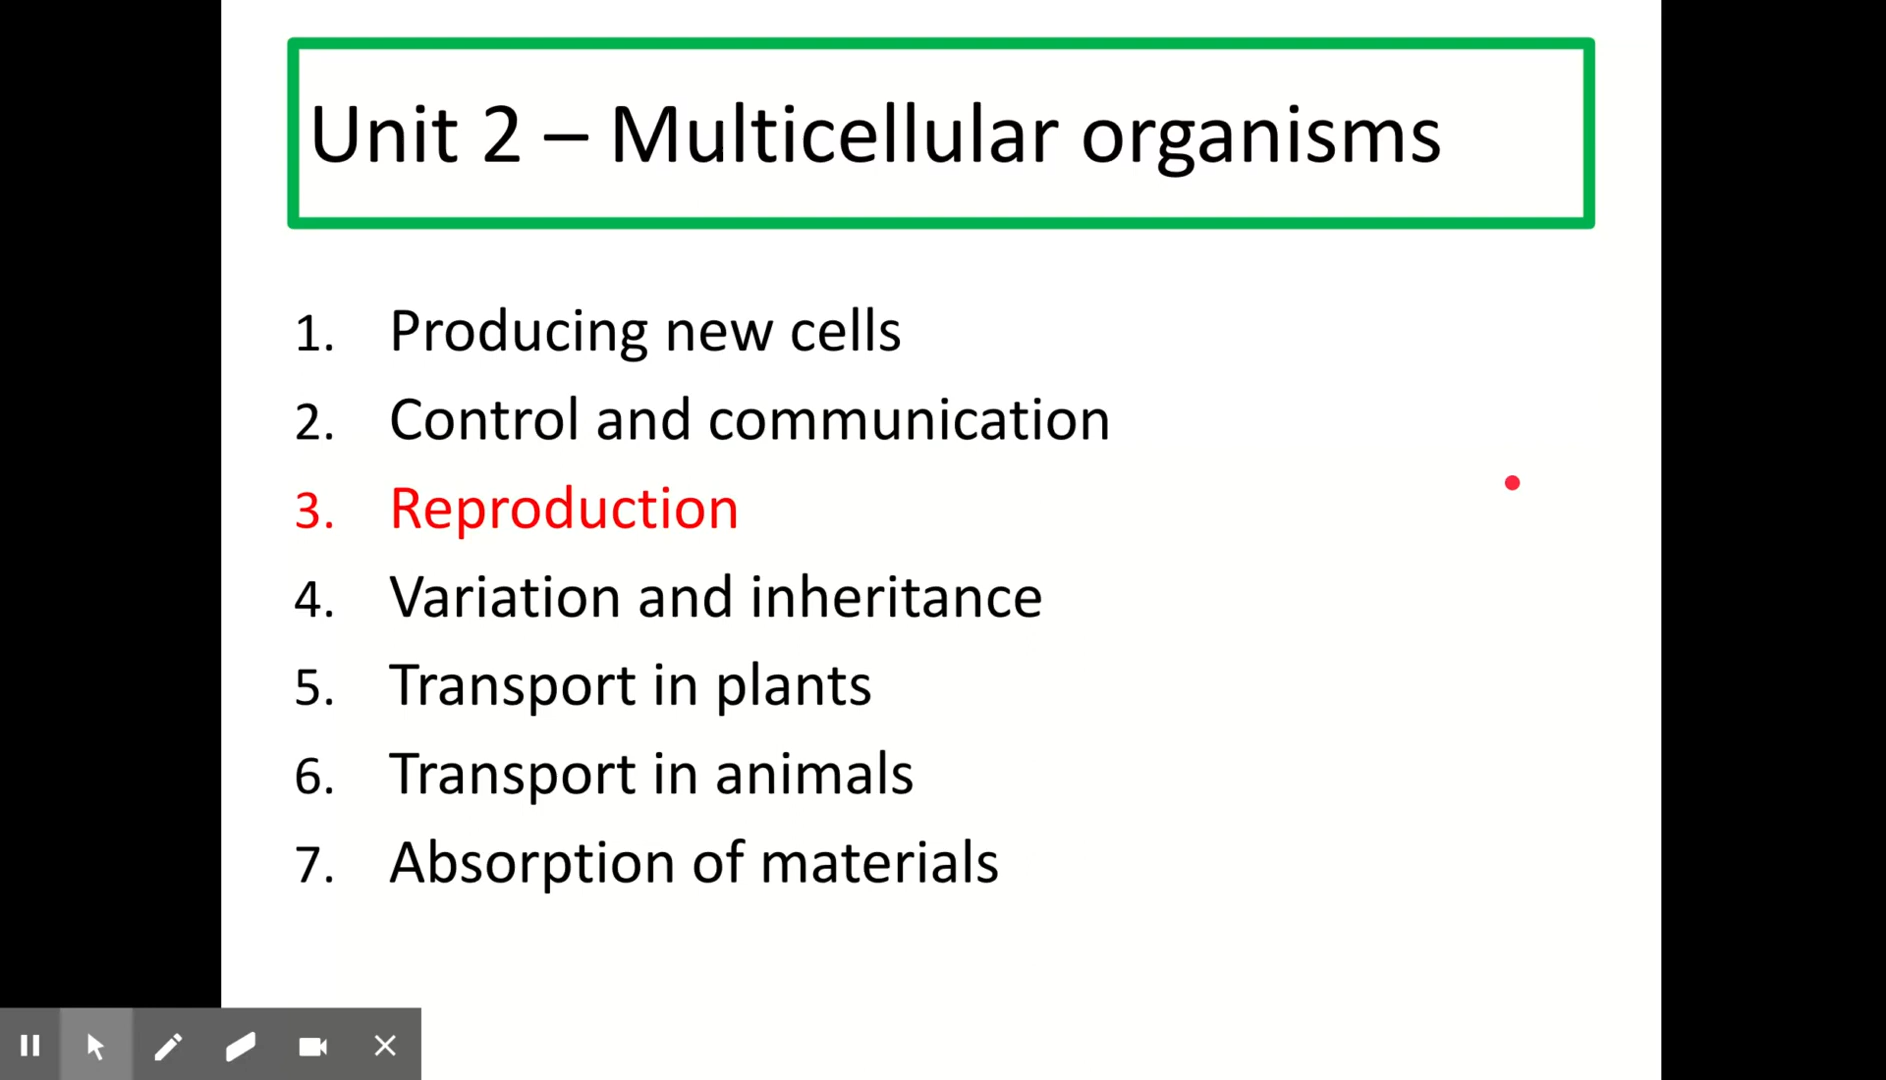 Unit 2 – Multicellular organisms
1. Producing new cells
2. Control and communication
3. Reproduction
4. Variation and inheritance
5. Transport in plants
6. Transport in animals
7. Absorption of materials